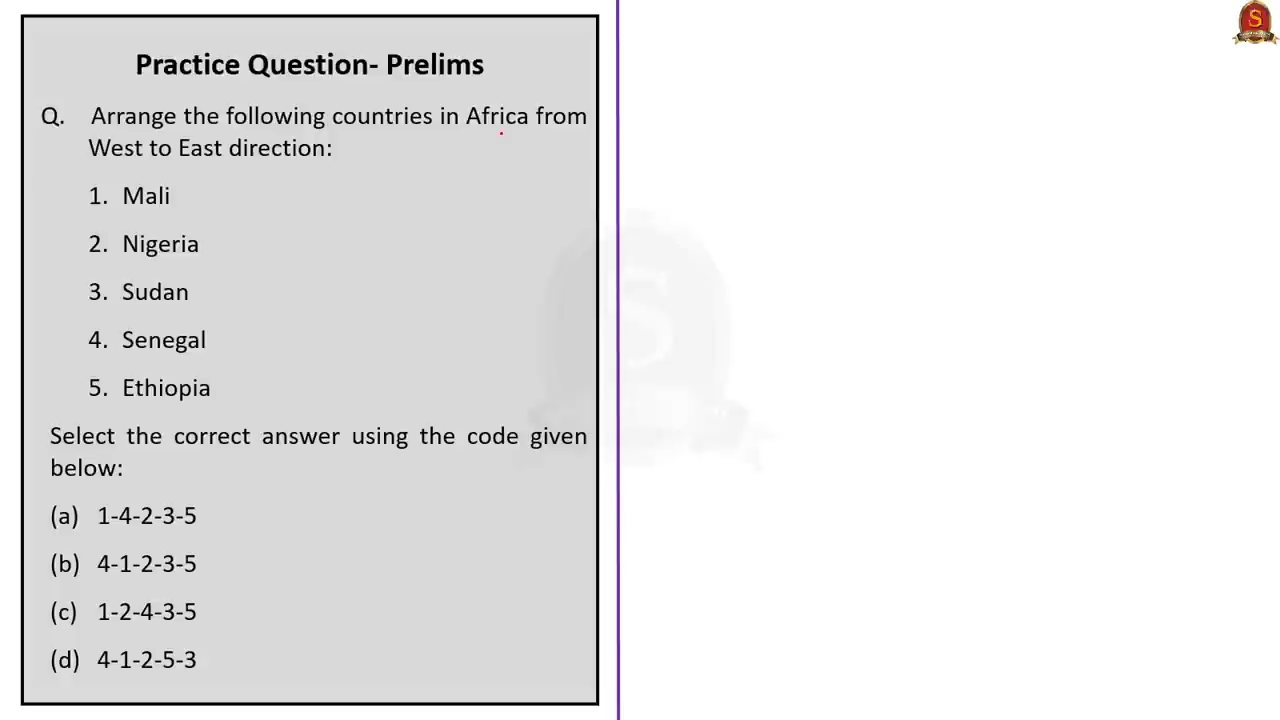 Practice Question- Prelims
Q. Arrange the following countries in Africa from
West to East direction:
1. Mali
2. Nigeria
3. Sudan
4. Senegal
5. Ethiopia
Select the correct answer using the code given
below:
(a) 1-4-2-3-5
(b) 4-1-2-3-5
(c) 1-2-4-3-5
(d) 4-1-2-5-3
S
S